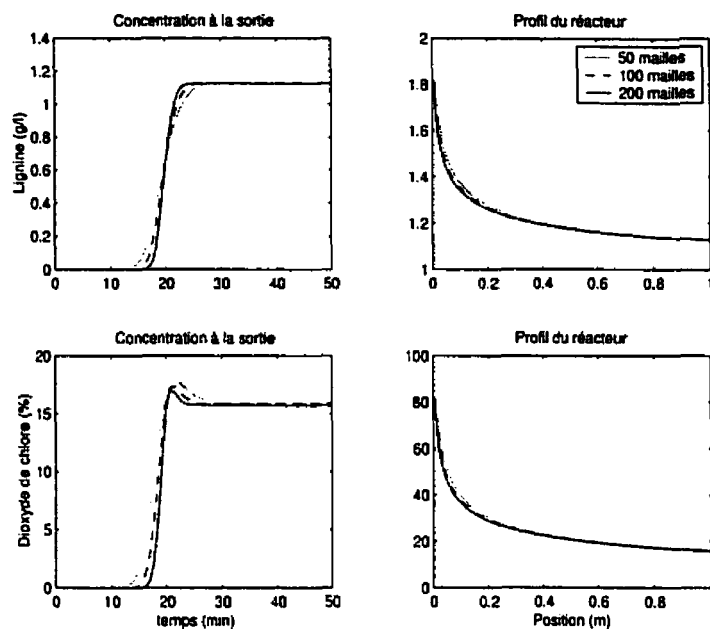 Concentration à la sortie
Profil du réacteur
1.4
1.2
1
0.8
0.6
0.4
0.2
0
Lignine (g/l)
0 10 20 30 40 50
2
1.8
1.6
1.4
1.2
1
0 0.2 0.4 0.6 0.8 1
50 mailles
100 mailles
200 mailles
Concentration à la sortie
Profil du réacteur
20
15
10
5
0
Dioxyde de chlore (%)
0 10 20 30 40 50
temps (min)
100
80
60
40
20
0
0 0.2 0.4 0.6 0.8 1
Position (m)